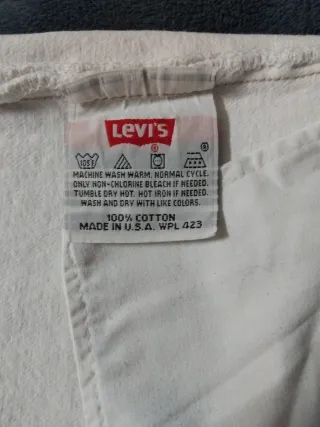 LEVI'S
105F
MACHINE WASH WARM. NORMAL CYCLE.
ONLY NON-CHLORINE BLEACH IF NEEDED.
TUMBLE DRY HOT. HOT IRON IF NEEDED.
WASH AND DRY WITH LIKE COLORS.
100% COTTON
MADE IN U.S.A. WPL 423